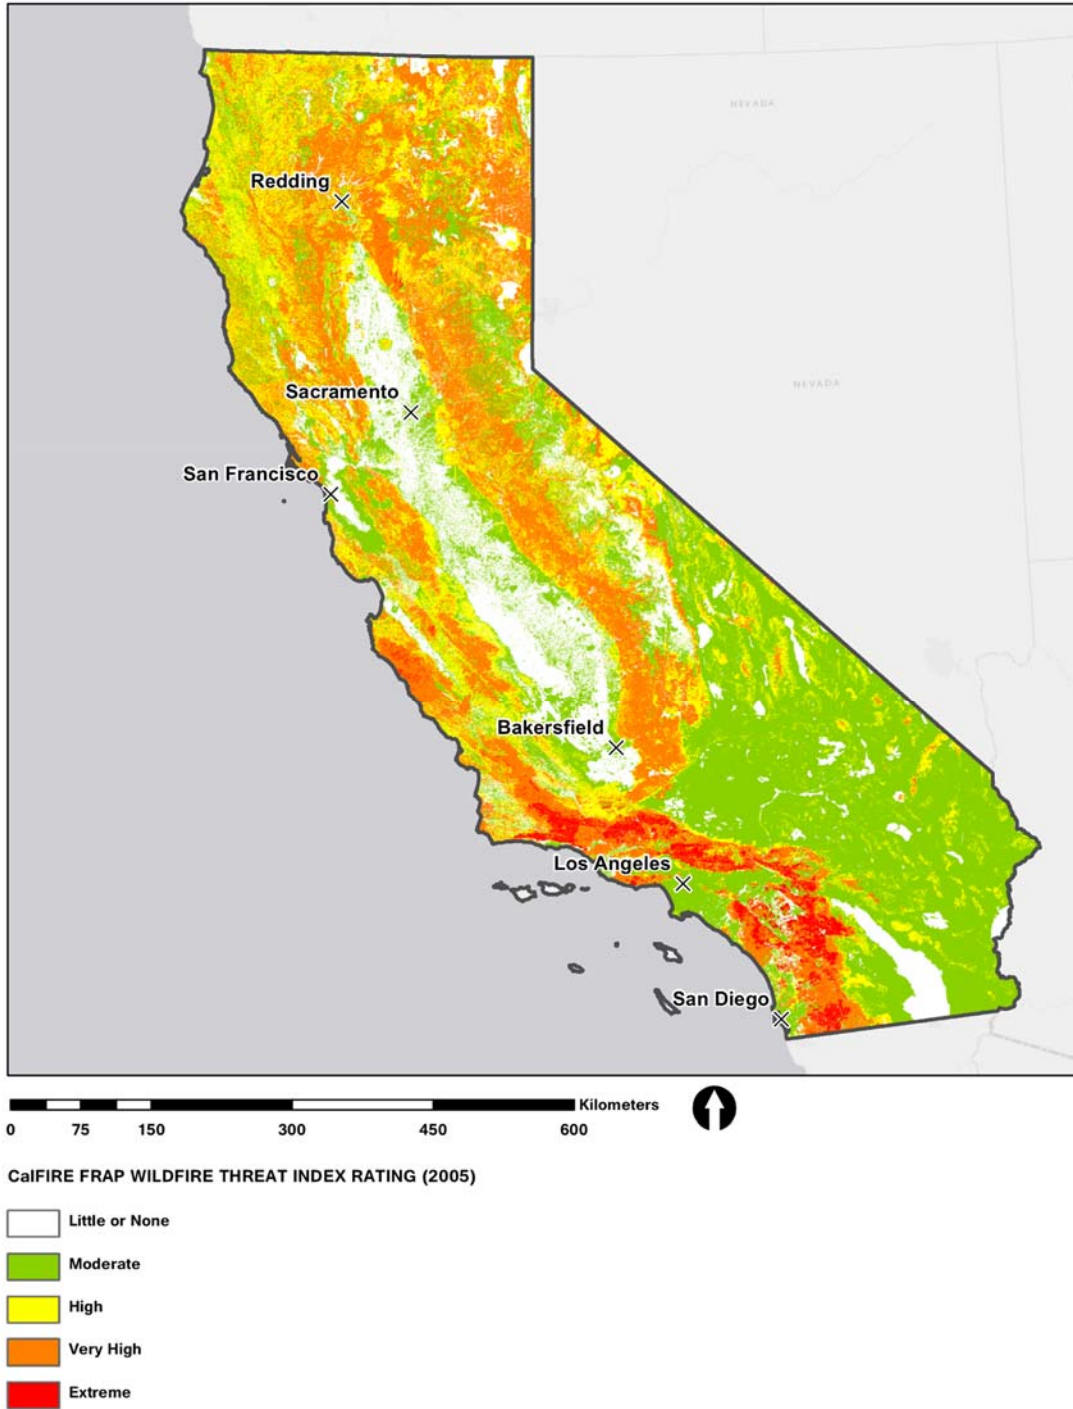 NEVADA
Redding
NEVADA
Sacramento
San Francisco
Bakersfield
Los Angeles
San Diego
Kilometers
0 75 150 300 450 600
CalFIRE FRAP WILDFIRE THREAT INDEX RATING (2005)
Little or None
Moderate
High
Very High
Extreme